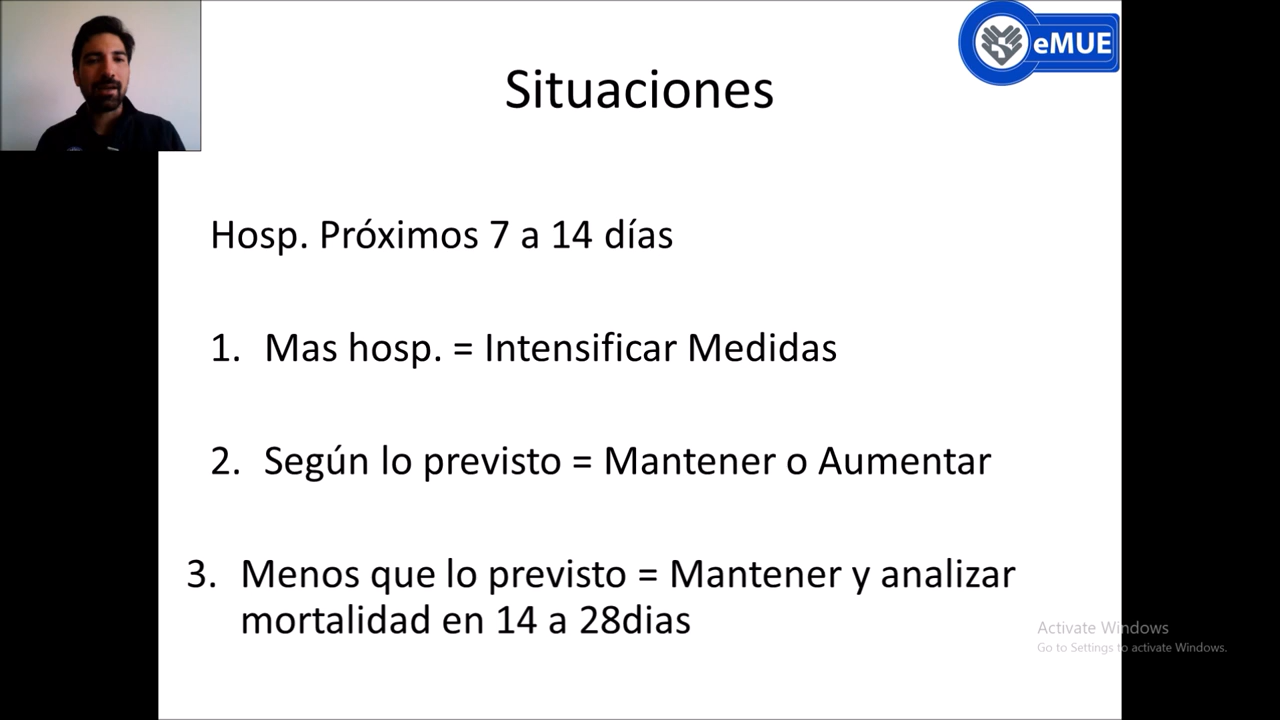 eMUE
Situaciones
Hosp. Próximos 7 a 14 días
1. Mas hosp. = Intensificar Medidas
2. Según lo previsto = Mantener o Aumentar
3. Menos que lo previsto = Mantener y analizar
mortalidad en 14 a 28dias
Activate Windows
Go to Settings to activate Windows.